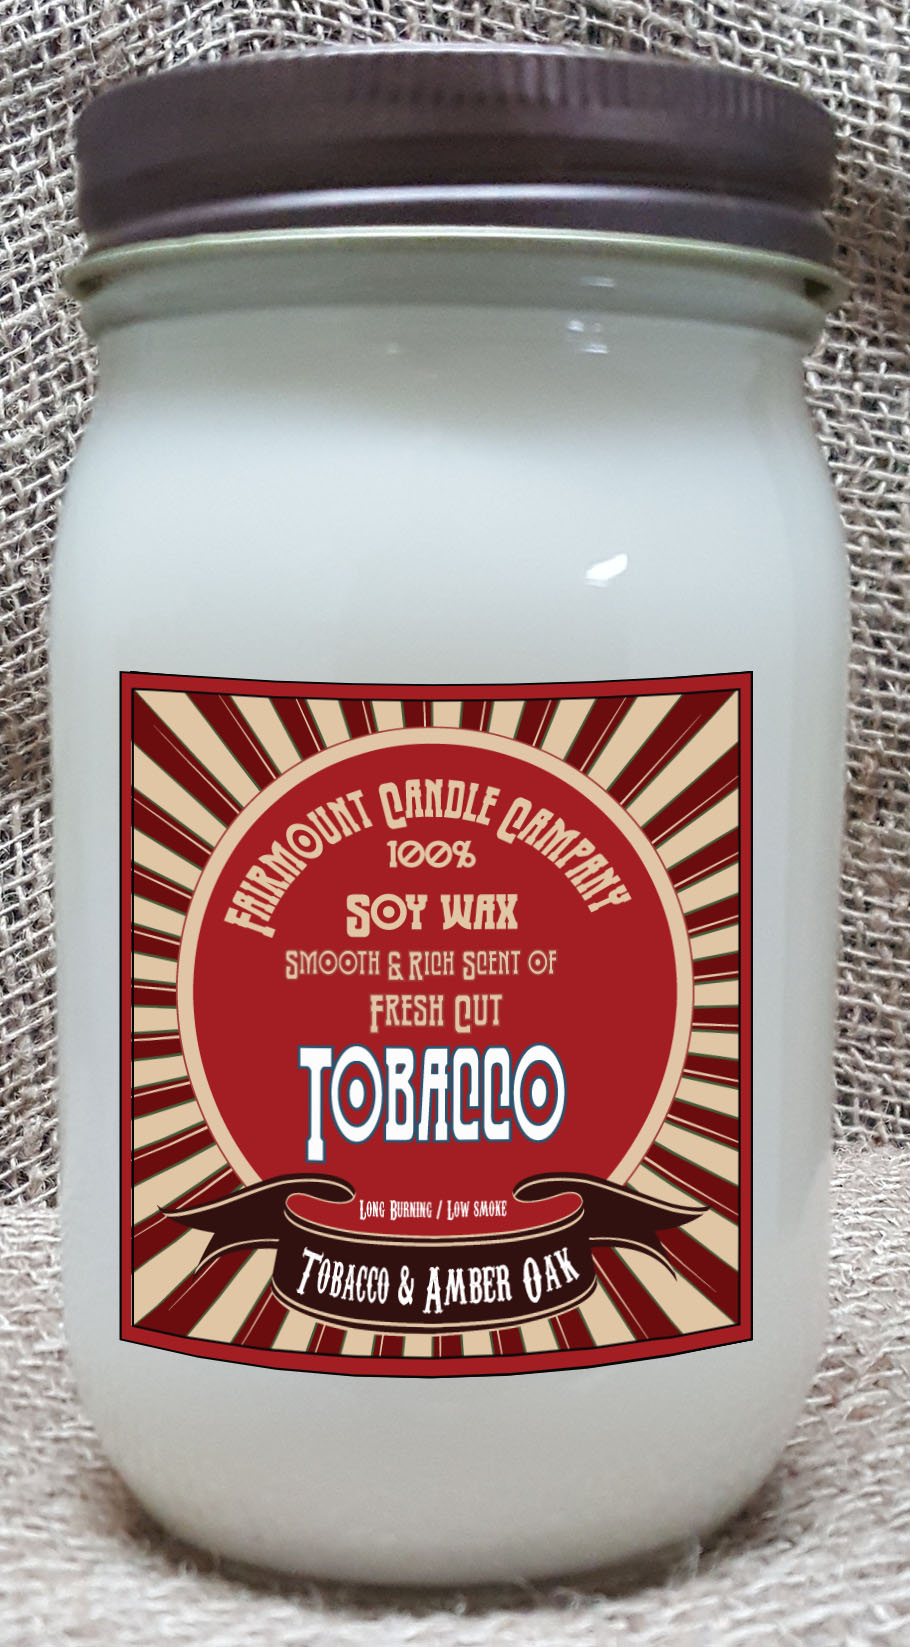 Fairmount Candle Campany
100%
Soy wax
Smooth & Rich Scent of
Fresh Cut
Tobacco
Long Burning / Low smoke
Tobacco & Amber Oak